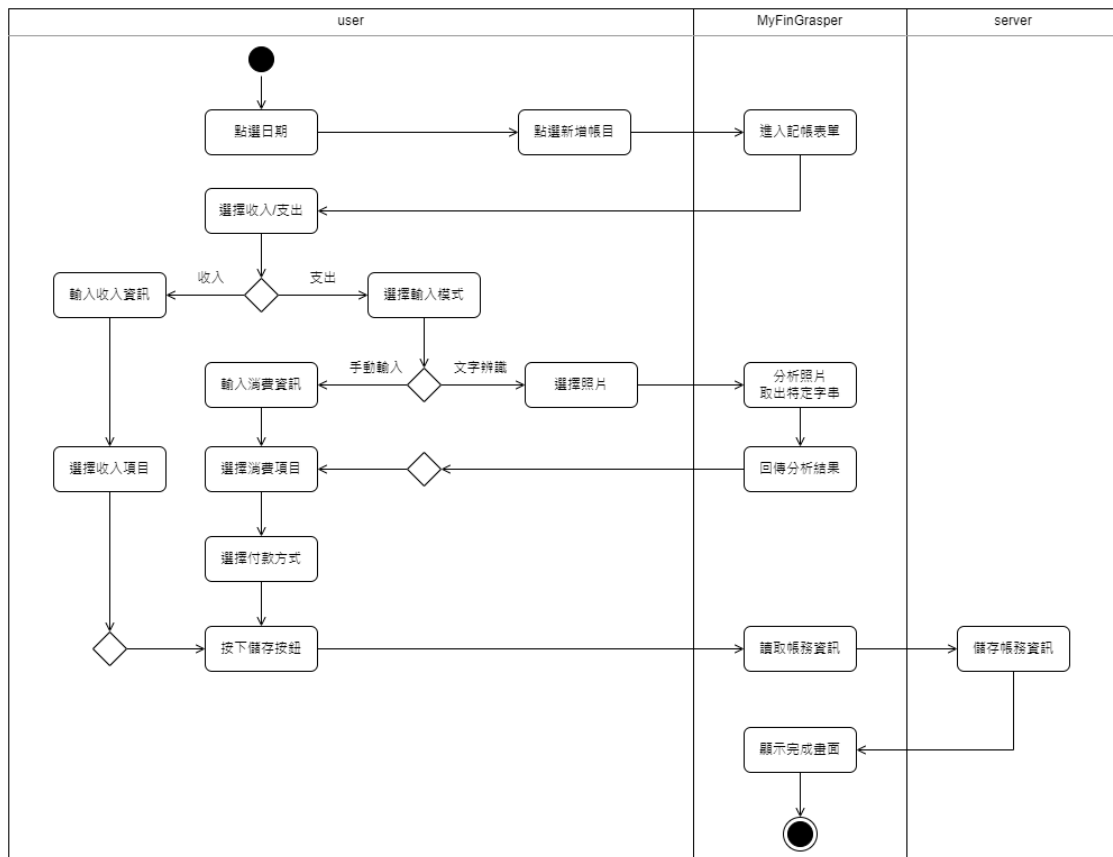 user
MyFinGrasper
server
點選日期
點選新增帳目
進入記帳表單
選擇收入/支出
收入
支出
輸入收入資訊
選擇輸入模式
手動輸入
文字辨識
輸入消費資訊
選擇照片
分析照片
取出特定字串
選擇收入項目
選擇消費項目
回傳分析結果
選擇付款方式
按下儲存按鈕
讀取帳務資訊
儲存帳務資訊
顯示完成畫面